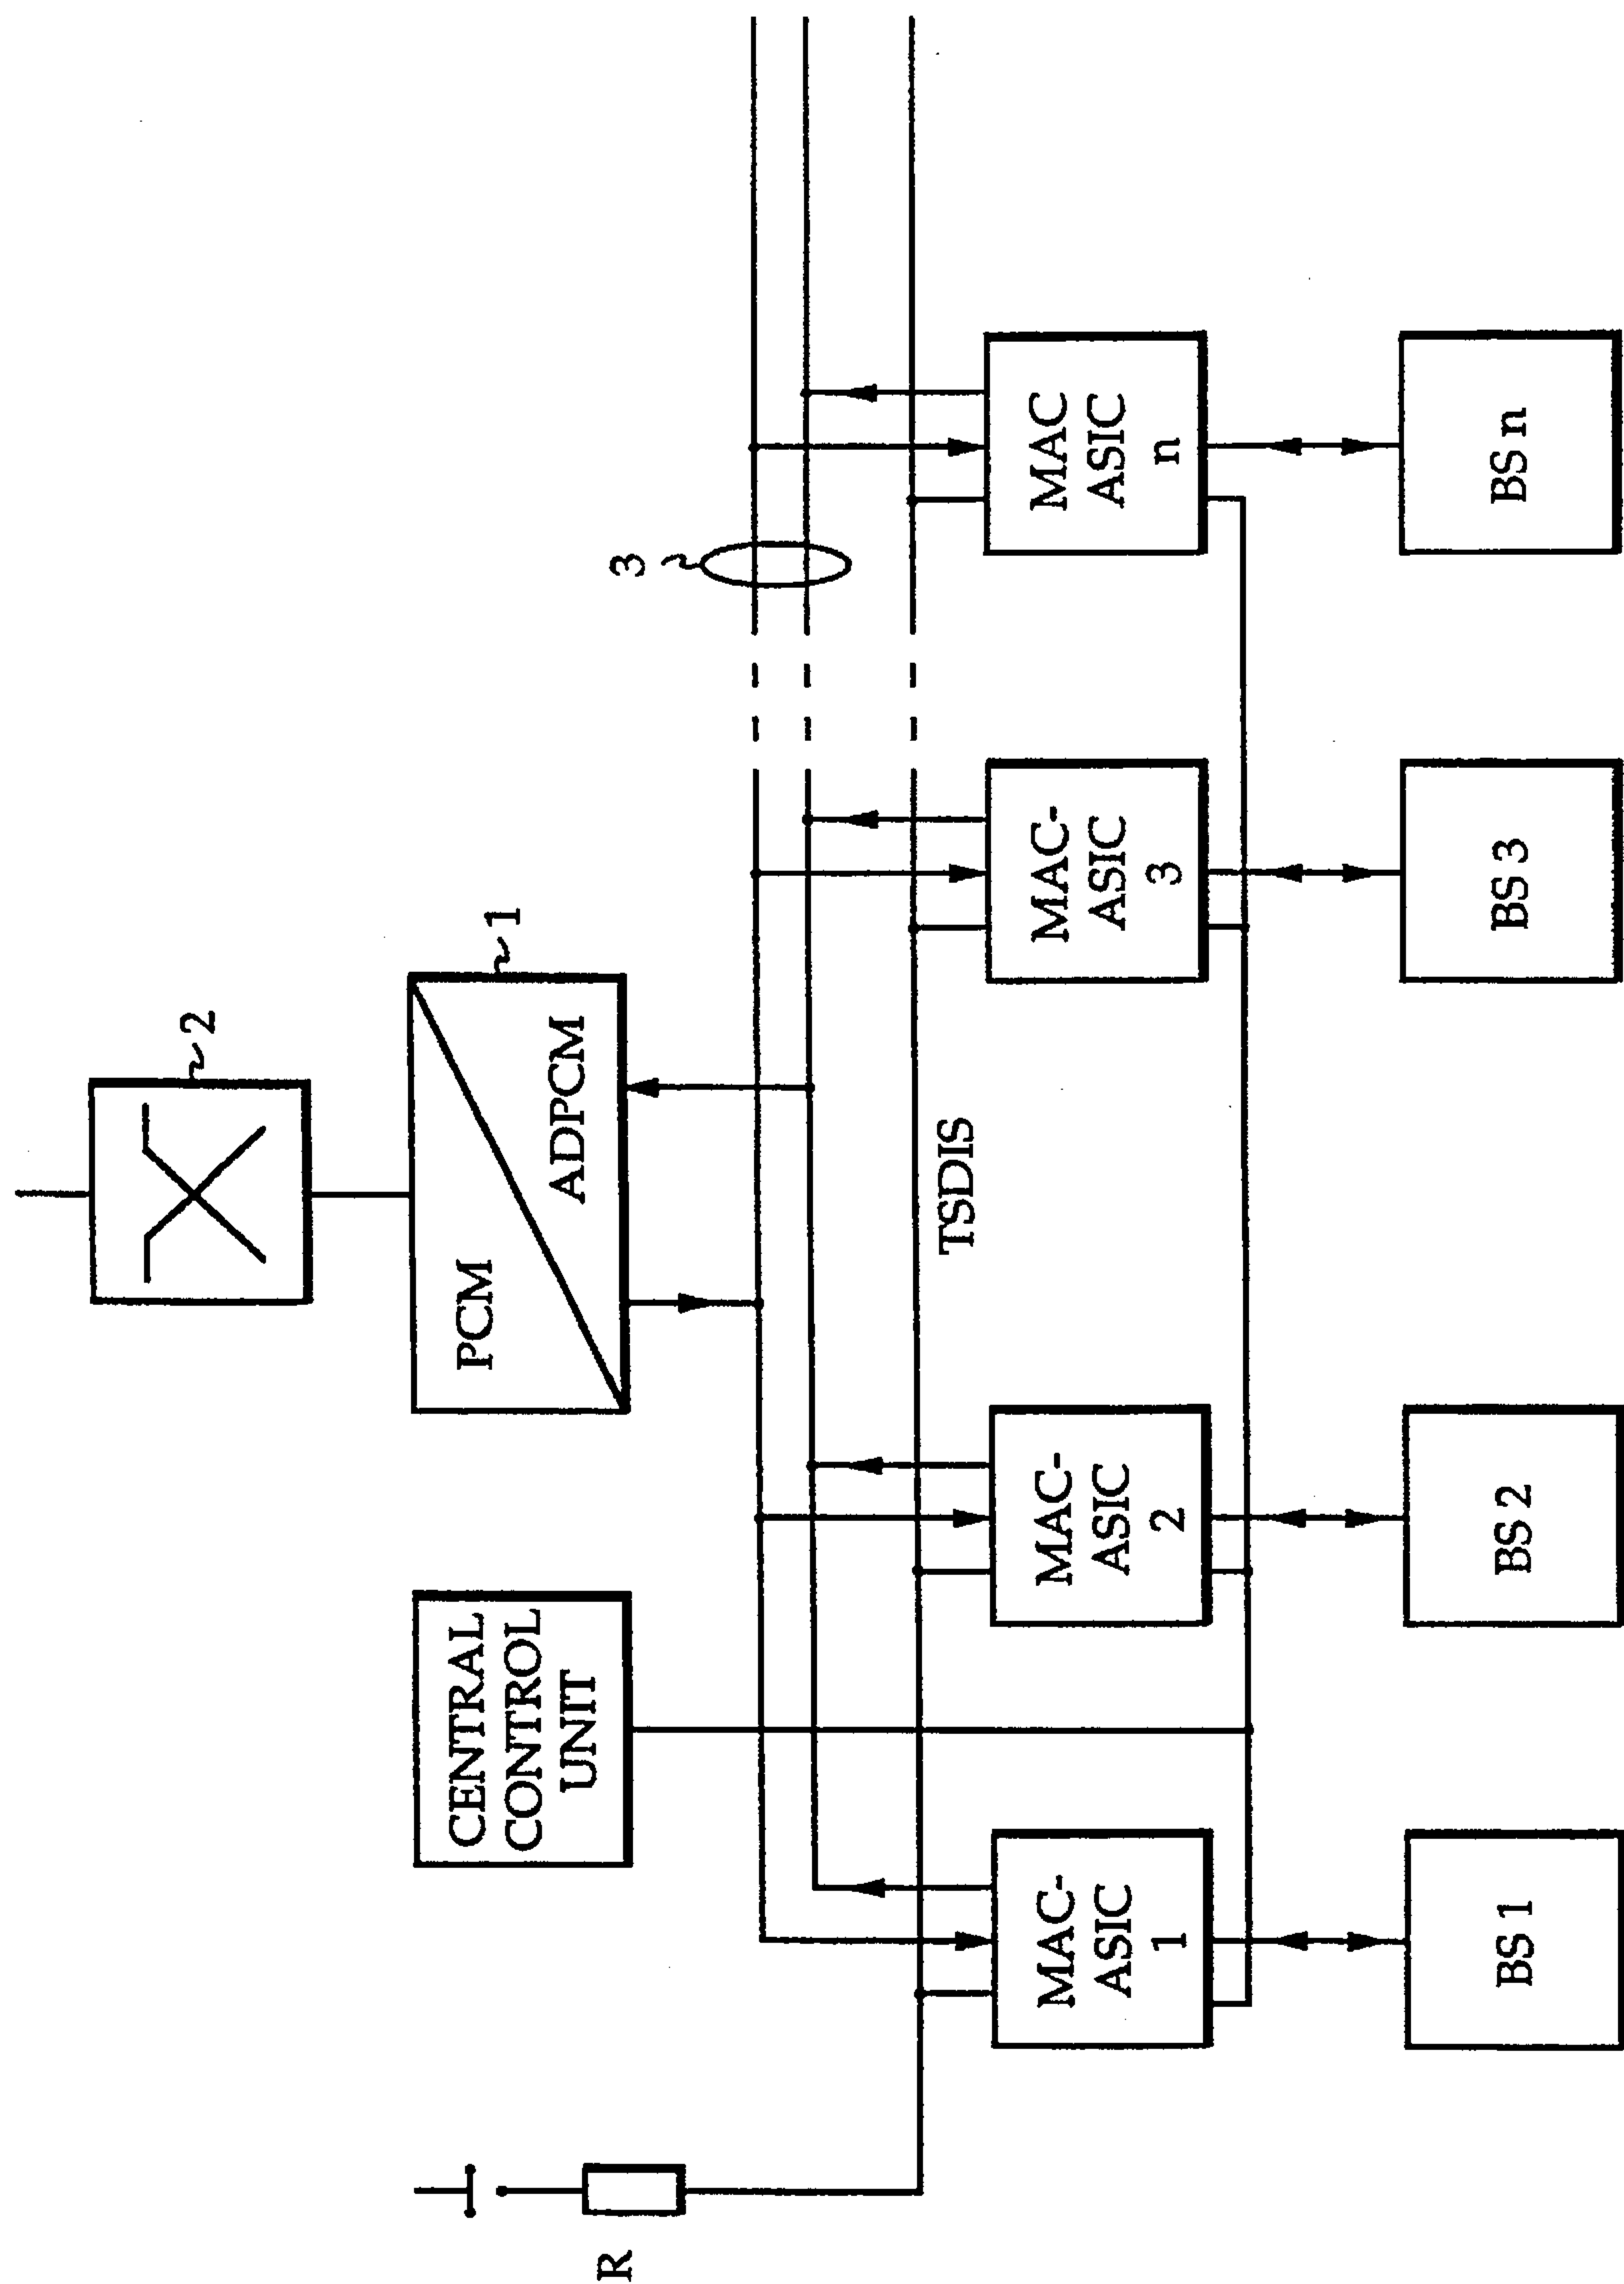 2
PCM
ADPCM
1
CENTRAL
CONTROL
UNIT
R
3
TSDIS
MAC-
ASIC
1
MAC-
ASIC
2
MAC-
ASIC
3
MAC
ASIC
n
BS 1
BS 2
BS 3
BS n